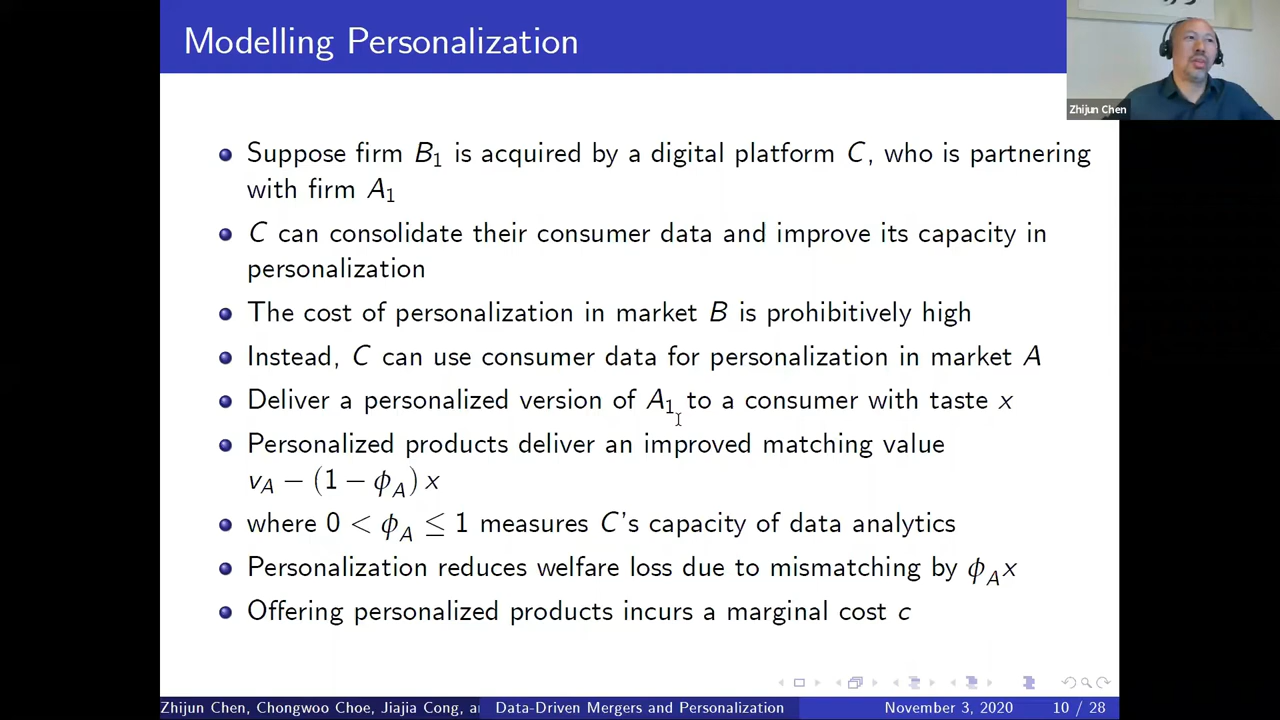 Modelling Personalization
Zhijun Chen
Suppose firm B₁ is acquired by a digital platform C, who is partnering
with firm A₁
C can consolidate their consumer data and improve its capacity in
personalization
The cost of personalization in market B is prohibitively high
Instead, C can use consumer data for personalization in market A
Deliver a personalized version of A₁ to a consumer with taste x
Personalized products deliver an improved matching value
v_A − (1 − ϕ_A) x
where 0 < ϕ_A ≤ 1 measures C's capacity of data analytics
Personalization reduces welfare loss due to mismatching by ϕ_A x
Offering personalized products incurs a marginal cost c
Zhijun Chen, Chongwoo Choe, Jiajia Cong, a Data-Driven Mergers and Personalization November 3, 2020 10 / 28